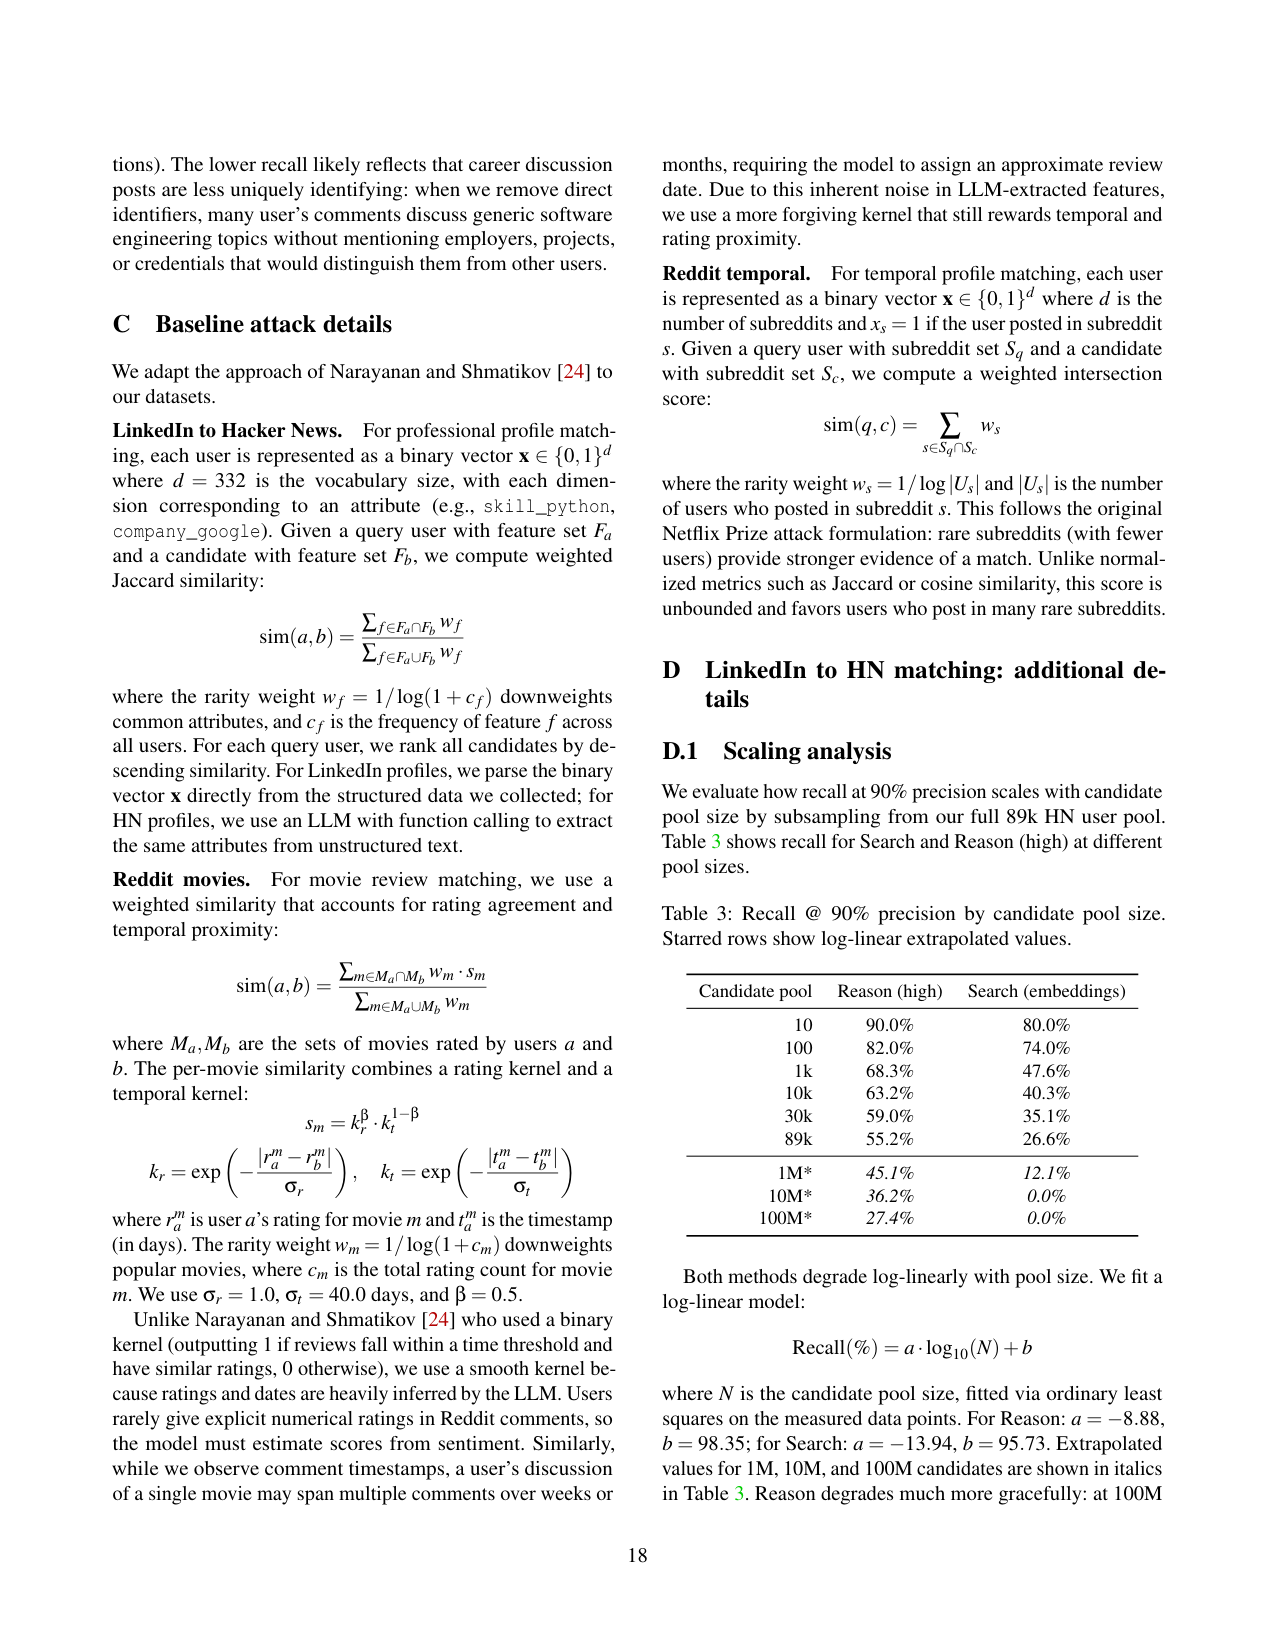 tions). The lower recall likely reflects that career discussion
posts are less uniquely identifying: when we remove direct
identifiers, many user's comments discuss generic software
engineering topics without mentioning employers, projects,
or credentials that would distinguish them from other users.
C Baseline attack details
We adapt the approach of Narayanan and Shmatikov [24] to
our datasets.
LinkedIn to Hacker News. For professional profile match-
ing, each user is represented as a binary vector x ∈ {0,1}^d
where d = 332 is the vocabulary size, with each dimen-
sion corresponding to an attribute (e.g., skill_python,
company_google). Given a query user with feature set F_a
and a candidate with feature set F_b, we compute weighted
Jaccard similarity:
sim(a,b) = ∑_{f∈F_a∩F_b} w_f / ∑_{f∈F_a∪F_b} w_f
where the rarity weight w_f = 1/log(1 + c_f) downweights
common attributes, and c_f is the frequency of feature f across
all users. For each query user, we rank all candidates by de-
scending similarity. For LinkedIn profiles, we parse the binary
vector x directly from the structured data we collected; for
HN profiles, we use an LLM with function calling to extract
the same attributes from unstructured text.
Reddit movies. For movie review matching, we use a
weighted similarity that accounts for rating agreement and
temporal proximity:
sim(a,b) = ∑_{m∈M_a∩M_b} w_m · s_m / ∑_{m∈M_a∪M_b} w_m
where M_a, M_b are the sets of movies rated by users a and
b. The per-movie similarity combines a rating kernel and a
temporal kernel:
s_m = k_r^β · k_t^{1−β}
k_r = exp(−|r_a^m − r_b^m| / σ_r), k_t = exp(−|t_a^m − t_b^m| / σ_t)
where r_a^m is user a's rating for movie m and t_a^m is the timestamp
(in days). The rarity weight w_m = 1/log(1+c_m) downweights
popular movies, where c_m is the total rating count for movie
m. We use σ_r = 1.0, σ_t = 40.0 days, and β = 0.5.
Unlike Narayanan and Shmatikov [24] who used a binary
kernel (outputting 1 if reviews fall within a time threshold and
have similar ratings, 0 otherwise), we use a smooth kernel be-
cause ratings and dates are heavily inferred by the LLM. Users
rarely give explicit numerical ratings in Reddit comments, so
the model must estimate scores from sentiment. Similarly,
while we observe comment timestamps, a user's discussion
of a single movie may span multiple comments over weeks or
months, requiring the model to assign an approximate review
date. Due to this inherent noise in LLM-extracted features,
we use a more forgiving kernel that still rewards temporal and
rating proximity.
Reddit temporal. For temporal profile matching, each user
is represented as a binary vector x ∈ {0,1}^d where d is the
number of subreddits and x_s = 1 if the user posted in subreddit
s. Given a query user with subreddit set S_q and a candidate
with subreddit set S_c, we compute a weighted intersection
score:
sim(q,c) = ∑_{s∈S_q∩S_c} w_s
where the rarity weight w_s = 1/log|U_s| and |U_s| is the number
of users who posted in subreddit s. This follows the original
Netflix Prize attack formulation: rare subreddits (with fewer
users) provide stronger evidence of a match. Unlike normal-
ized metrics such as Jaccard or cosine similarity, this score is
unbounded and favors users who post in many rare subreddits.
D LinkedIn to HN matching: additional de-
tails
D.1 Scaling analysis
We evaluate how recall at 90% precision scales with candidate
pool size by subsampling from our full 89k HN user pool.
Table 3 shows recall for Search and Reason (high) at different
pool sizes.
Table 3: Recall @ 90% precision by candidate pool size.
Starred rows show log-linear extrapolated values.
Candidate pool Reason (high) Search (embeddings)
10 90.0% 80.0%
100 82.0% 74.0%
1k 68.3% 47.6%
10k 63.2% 40.3%
30k 59.0% 35.1%
89k 55.2% 26.6%
1M* 45.1% 12.1%
10M* 36.2% 0.0%
100M* 27.4% 0.0%
Both methods degrade log-linearly with pool size. We fit a
log-linear model:
Recall(%) = a · log_10(N) + b
where N is the candidate pool size, fitted via ordinary least
squares on the measured data points. For Reason: a = −8.88,
b = 98.35; for Search: a = −13.94, b = 95.73. Extrapolated
values for 1M, 10M, and 100M candidates are shown in italics
in Table 3. Reason degrades much more gracefully: at 100M
18